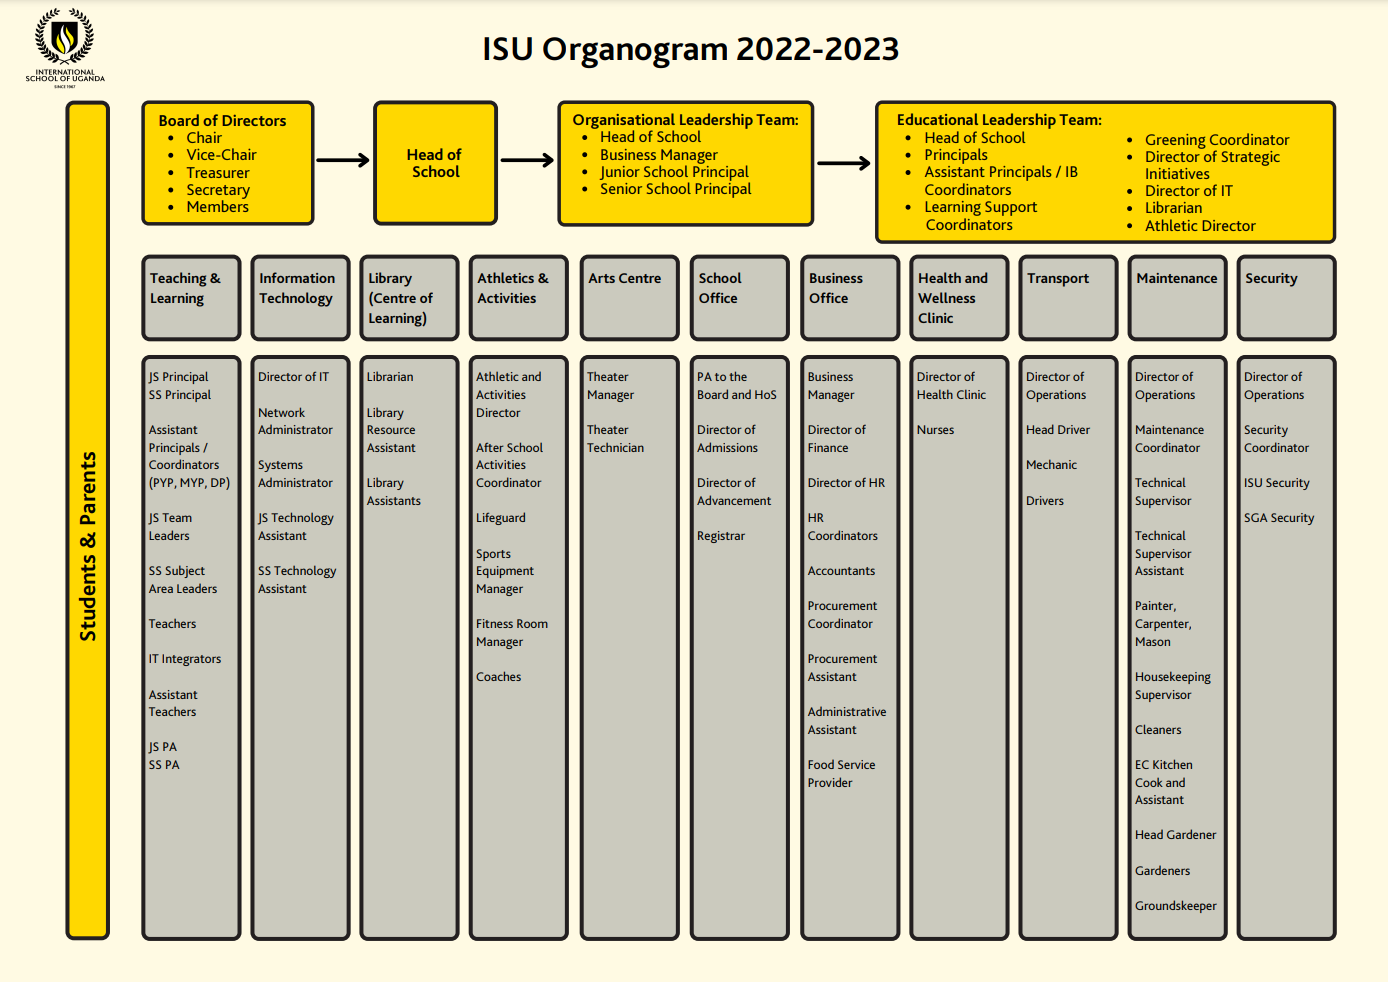 INTERNATIONAL
SCHOOL OF UGANDA
SINCE 1967
ISU Organogram 2022-2023
Students & Parents
Board of Directors
• Chair
• Vice-Chair
• Treasurer
• Secretary
• Members
Head of
School
Organisational Leadership Team:
• Head of School
• Business Manager
• Junior School Principal
• Senior School Principal
Educational Leadership Team:
• Head of School
• Principals
• Assistant Principals / IB
Coordinators
• Learning Support
Coordinators
• Greening Coordinator
• Director of Strategic
Initiatives
• Director of IT
• Librarian
• Athletic Director
Teaching &
Learning
Information
Technology
Library
(Centre of
Learning)
Athletics &
Activities
Arts Centre
School
Office
Business
Office
Health and
Wellness
Clinic
Transport
Maintenance
Security
JS Principal
SS Principal
Assistant
Principals /
Coordinators
(PYP, MYP, DP)
JS Team
Leaders
SS Subject
Area Leaders
Teachers
IT Integrators
Assistant
Teachers
JS PA
SS PA
Director of IT
Network
Administrator
Systems
Administrator
JS Technology
Assistant
SS Technology
Assistant
Librarian
Library
Resource
Assistant
Library
Assistants
Athletic and
Activities
Director
After School
Activities
Coordinator
Lifeguard
Sports
Equipment
Manager
Fitness Room
Manager
Coaches
Theater
Manager
Theater
Technician
PA to the
Board and HoS
Director of
Admissions
Director of
Advancement
Registrar
Business
Manager
Director of
Finance
Director of HR
HR
Coordinators
Accountants
Procurement
Coordinator
Procurement
Assistant
Administrative
Assistant
Food Service
Provider
Director of
Health Clinic
Nurses
Director of
Operations
Head Driver
Mechanic
Drivers
Director of
Operations
Maintenance
Coordinator
Technical
Supervisor
Technical
Supervisor
Assistant
Painter,
Carpenter,
Mason
Housekeeping
Supervisor
Cleaners
EC Kitchen
Cook and
Assistant
Head Gardener
Gardeners
Groundskeeper
Director of
Operations
Security
Coordinator
ISU Security
SGA Security